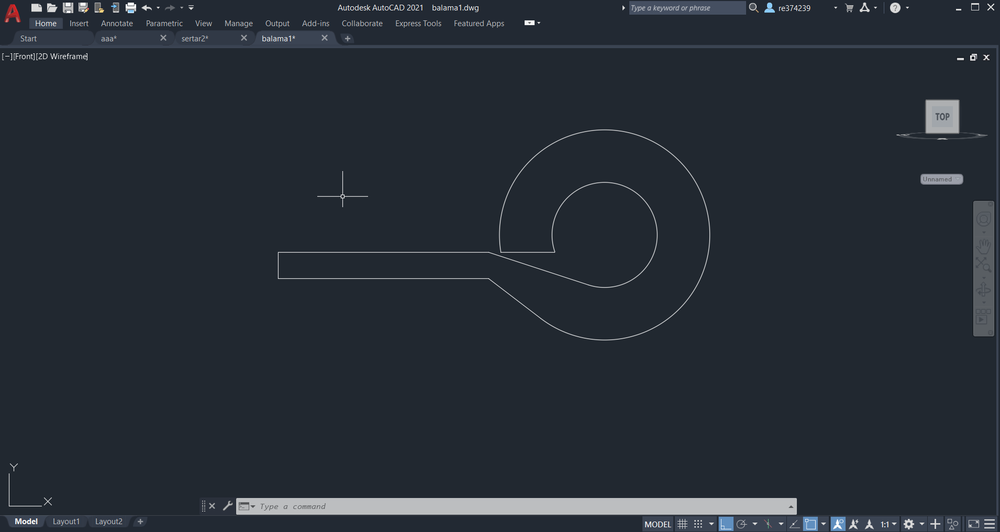 Autodesk AutoCAD 2021 balama1.dwg
Type a keyword or phrase
re374239
Home Insert Annotate Parametric View Manage Output Add-ins Collaborate Express Tools Featured Apps
Start aaa* sertar2* balama1*
[−][Front][2D Wireframe]
TOP
Unnamed
Y
X
Type a command
Model Layout1 Layout2
MODEL 1:1